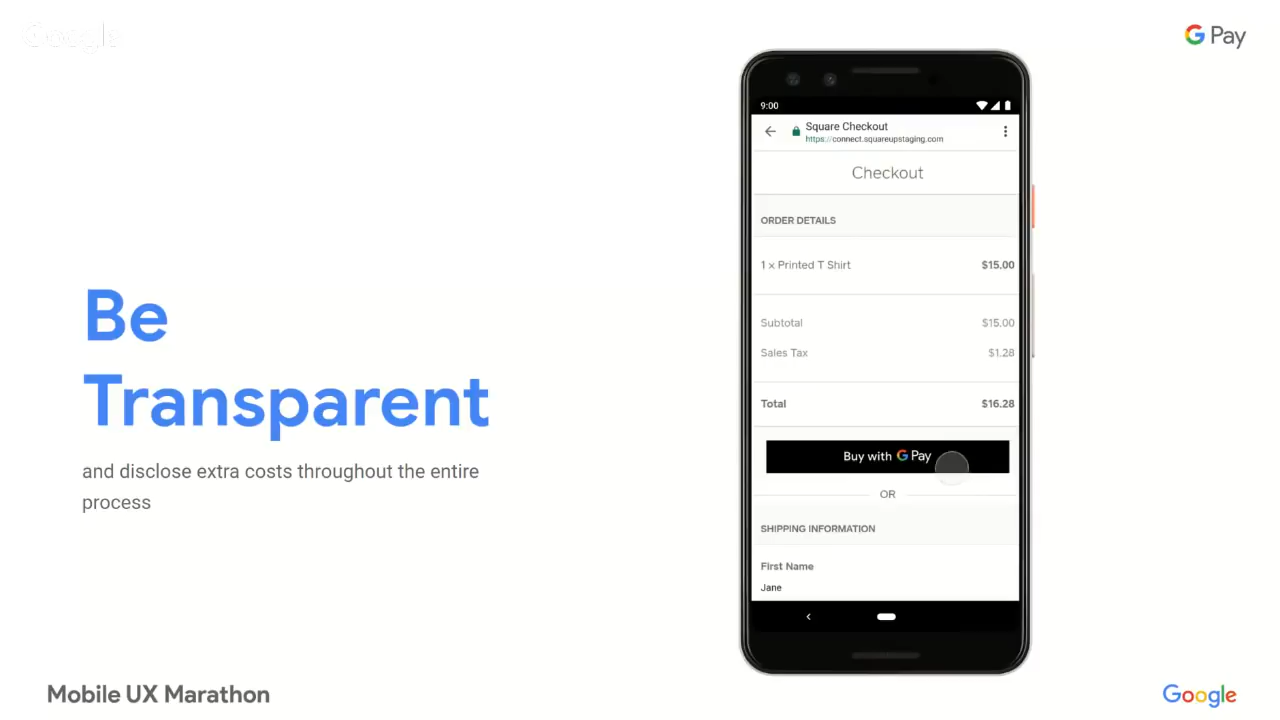 Google
G Pay
9:00
Square Checkout
https://connect.squareupstaging.com
Checkout
ORDER DETAILS
1 x Printed T Shirt $15.00
Subtotal $15.00
Sales Tax $1.28
Total $16.28
Buy with G Pay
OR
SHIPPING INFORMATION
First Name
Jane
Be
Transparent
and disclose extra costs throughout the entire
process
Mobile UX Marathon
Google